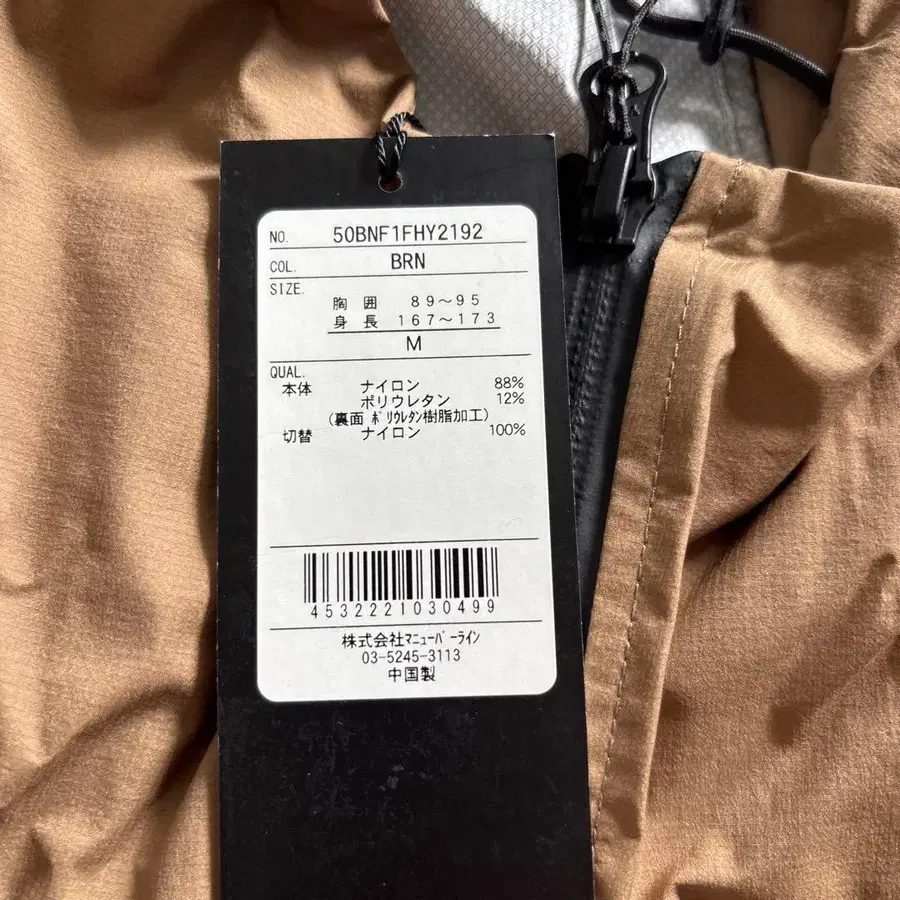 NO. 50BNF1FHY2192
COL. BRN
SIZE.
胸 囲 89～95
身 長 167～173
M
QUAL.
本体 ナイロン 88%
ポリウレタン 12%
(裏面 ﾎﾟﾘｳﾚﾀﾝ樹脂加工)
切替 ナイロン 100%
4532221030499
株式会社ﾏﾆｭｰﾊﾞｰﾗｲﾝ
03-5245-3113
中国製